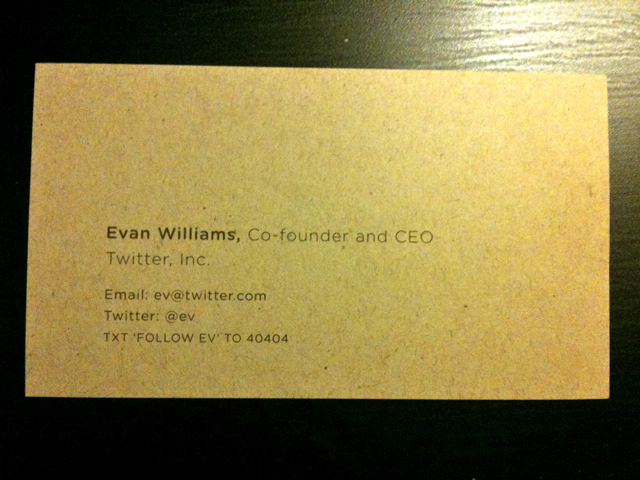 Evan Williams, Co-founder and CEO
Twitter, Inc.
Email: ev@twitter.com
Twitter: @ev
TXT 'FOLLOW EV' TO 40404